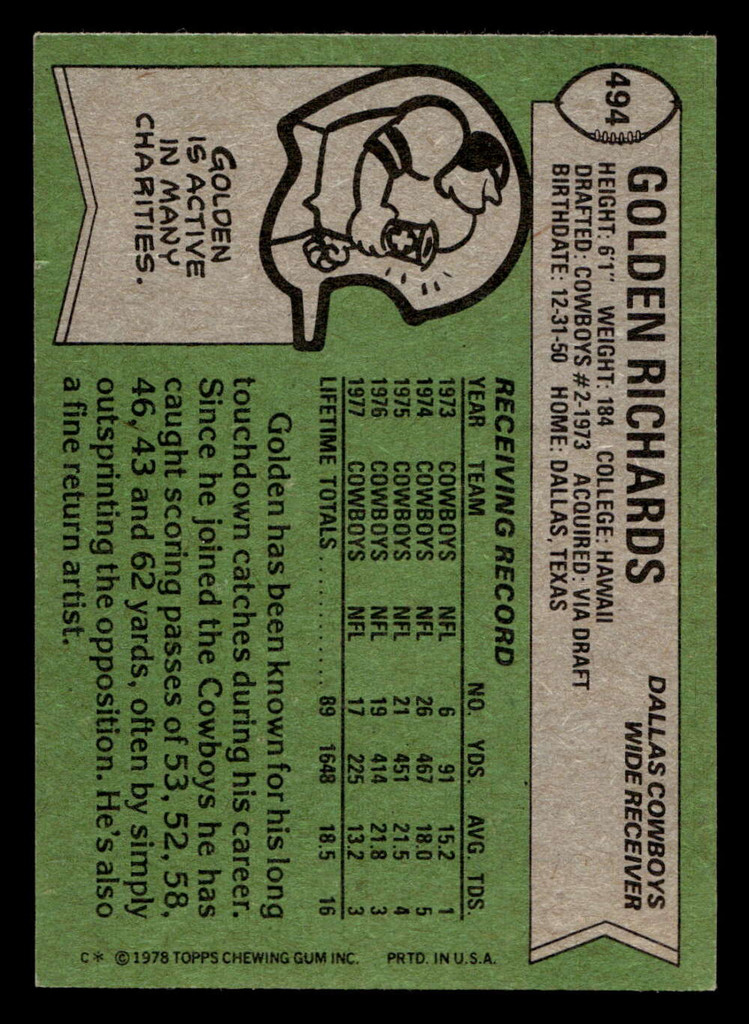 494
GOLDEN RICHARDS
DALLAS COWBOYS
WIDE RECEIVER
HEIGHT: 6'1" WEIGHT: 184 COLLEGE: HAWAII
DRAFTED: COWBOYS #2-1973 ACQUIRED: VIA DRAFT
BIRTHDATE: 12-31-50 HOME: DALLAS, TEXAS
GOLDEN
IS ACTIVE
IN MANY
CHARITIES.
RECEIVING RECORD
YEAR TEAM NO. YDS. AVG. TDS.
1973 COWBOYS NFL 6 91 15.2 1
1974 COWBOYS NFL 26 467 18.0 5
1975 COWBOYS NFL 21 451 21.5 4
1976 COWBOYS NFL 19 414 21.8 3
1977 COWBOYS NFL 17 225 13.2 3
LIFETIME TOTALS .......... 89 1648 18.5 16
Golden has been known for his long
touchdown catches during his career.
Since he joined the Cowboys he has
caught scoring passes of 53, 52, 58,
46, 43 and 62 yards, often by simply
outsprinting the opposition. He's also
a fine return artist.
C* © 1978 TOPPS CHEWING GUM INC. PRTD. IN U.S.A.